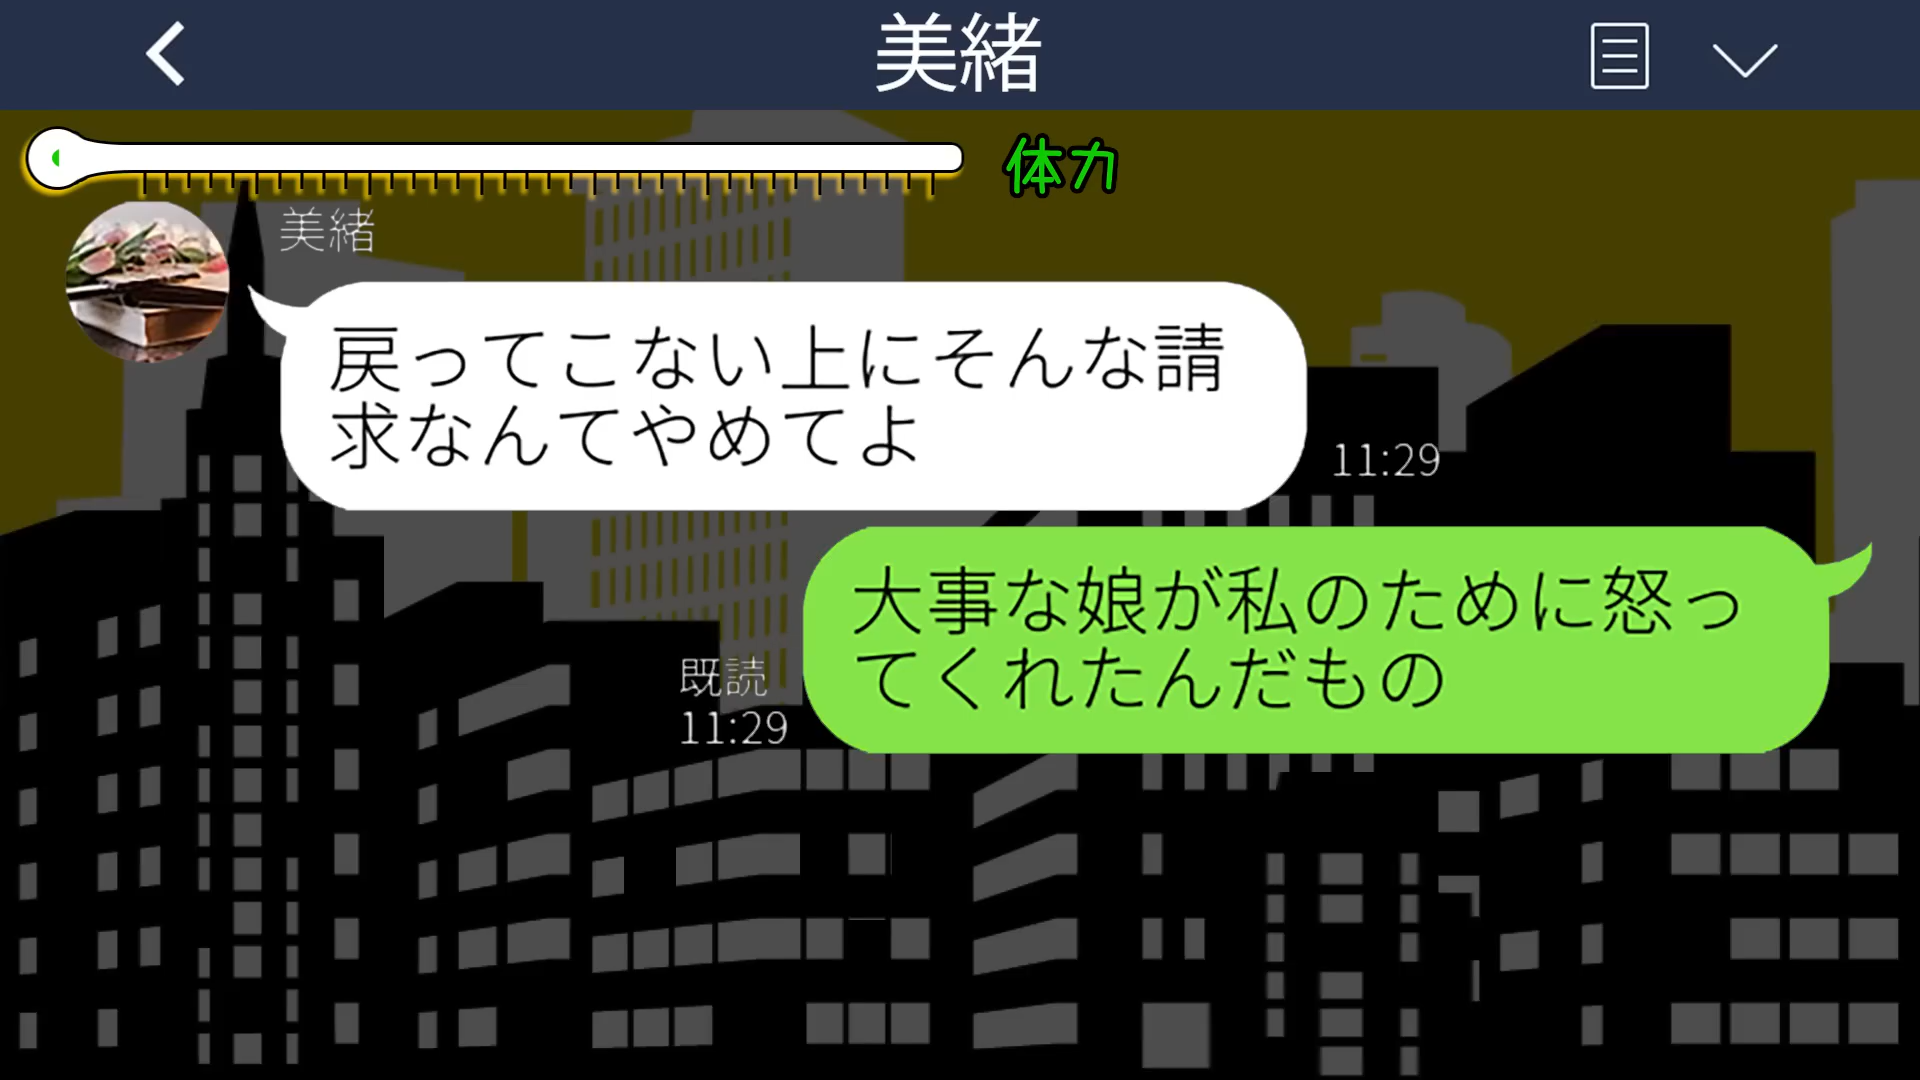 美緒
体力
美緒
戻ってこない上にそんな請
求なんてやめてよ
11:29
大事な娘が私のために怒っ
てくれたんだもの
既読
11:29